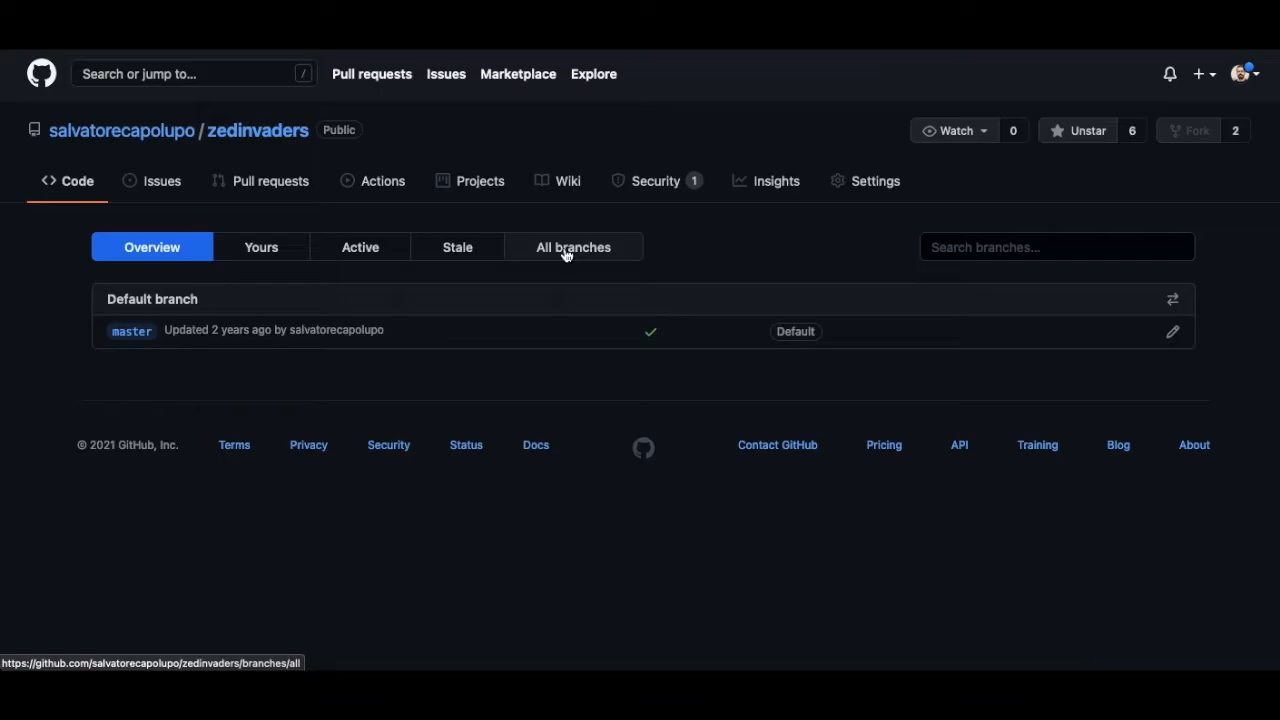 Search or jump to... / Pull requests Issues Marketplace Explore
salvatorecapolupo / zedinvaders Public Watch 0 Unstar 6 Fork 2
<> Code Issues Pull requests Actions Projects Wiki Security 1 Insights Settings
Overview Yours Active Stale All branches Search branches...
Default branch
master Updated 2 years ago by salvatorecapolupo Default
© 2021 GitHub, Inc. Terms Privacy Security Status Docs Contact GitHub Pricing API Training Blog About
https://github.com/salvatorecapolupo/zedinvaders/branches/all